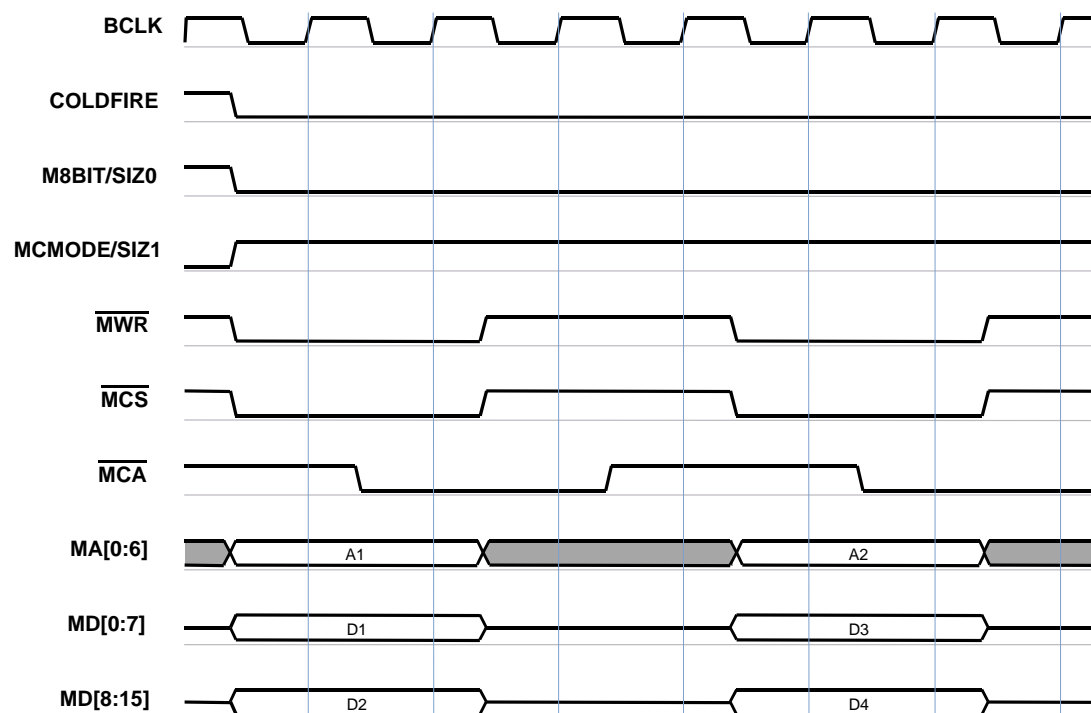 BCLK
COLDFIRE
M8BIT/SIZ0
MCMODE/SIZ1
MWR
MCS
MCA
MA[0:6]
A1
A2
MD[0:7]
D1
D3
MD[8:15]
D2
D4